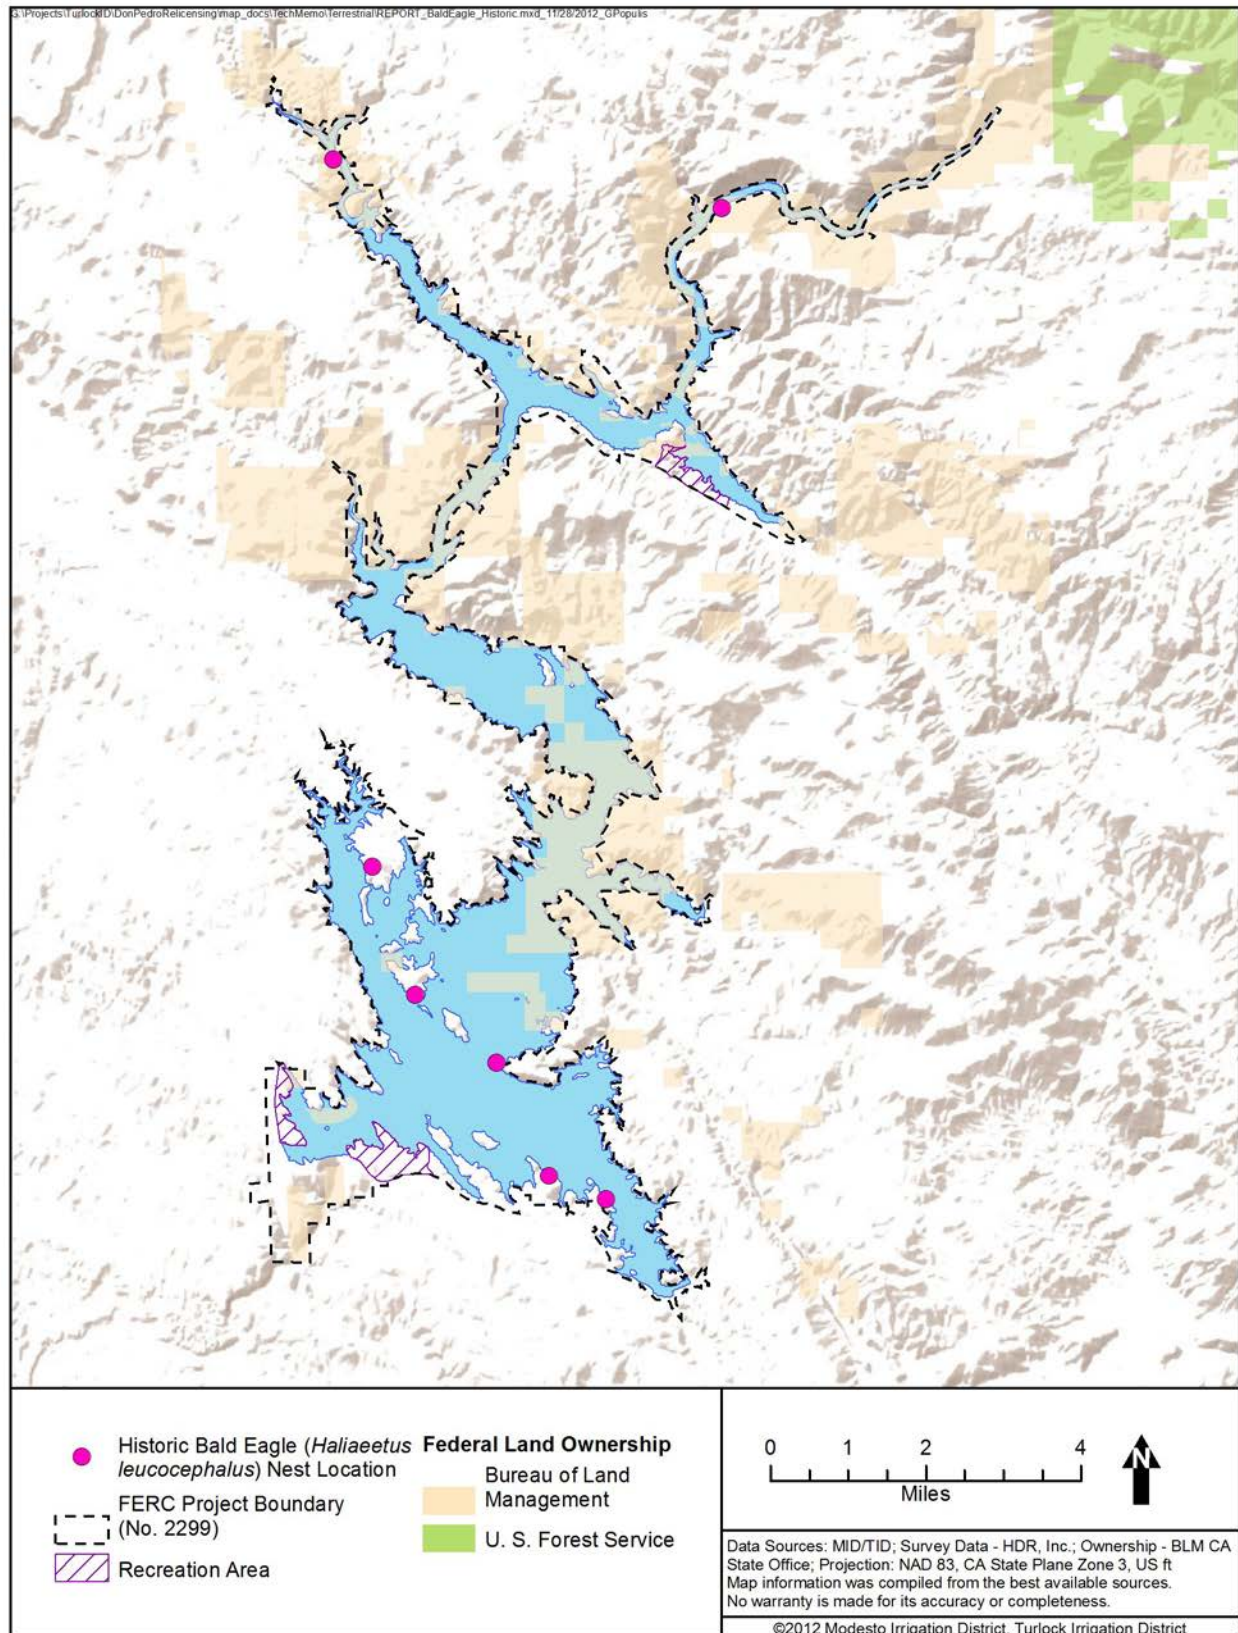 G:\Projects\TurlockID\DonPedroRelicensing\map_docs\TechMemo\Terrestrial\REPORT_BaldEagle_Historic.mxd_11/28/2012_GPopulis
Historic Bald Eagle (Haliaeetus
leucocephalus) Nest Location
FERC Project Boundary
(No. 2299)
Recreation Area
Federal Land Ownership
Bureau of Land
Management
U. S. Forest Service
0 1 2 4
Miles
N
Data Sources: MID/TID; Survey Data - HDR, Inc.; Ownership - BLM CA
State Office; Projection: NAD 83, CA State Plane Zone 3, US ft
Map information was compiled from the best available sources.
No warranty is made for its accuracy or completeness.
©2012 Modesto Irrigation District, Turlock Irrigation District